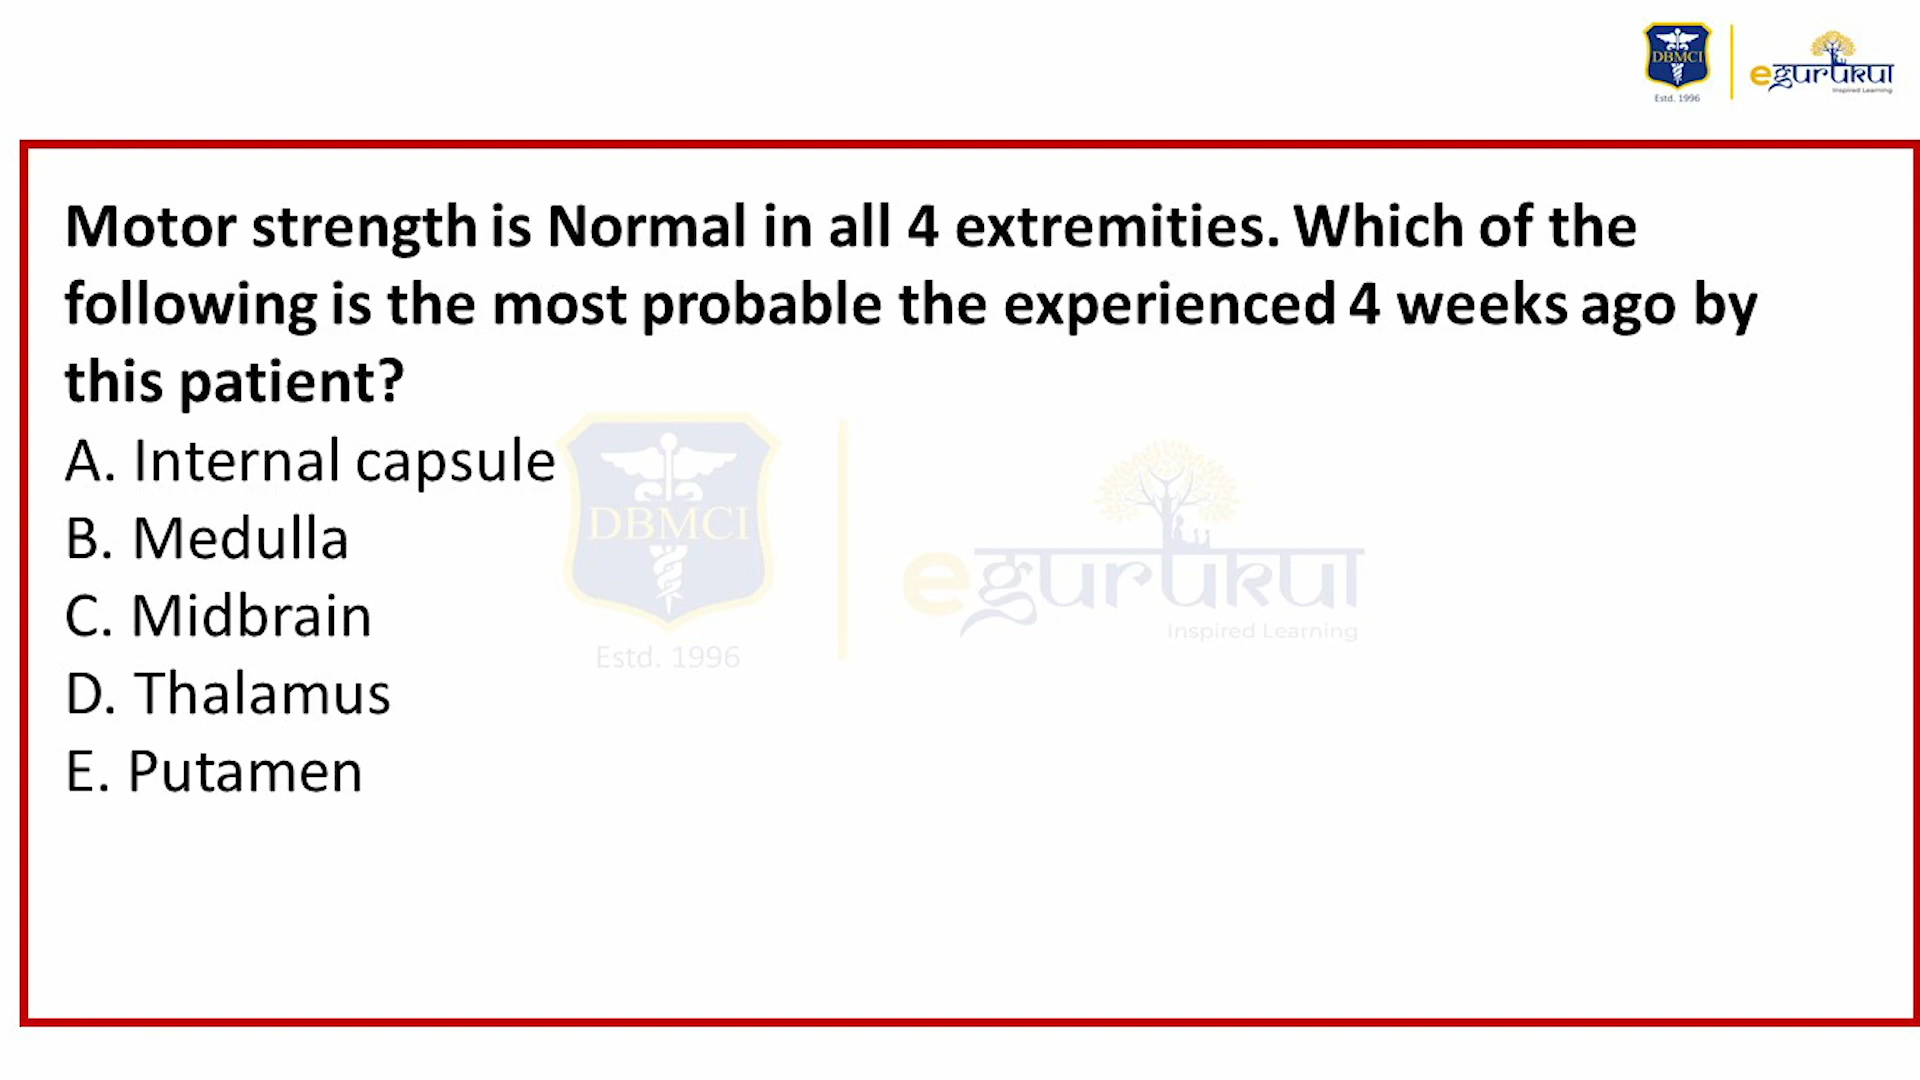 DBMCI
Estd. 1996
eगurukul
Inspired Learning
Motor strength is Normal in all 4 extremities. Which of the
following is the most probable the experienced 4 weeks ago by
this patient?
A. Internal capsule
B. Medulla
C. Midbrain
D. Thalamus
E. Putamen
DBMCI
Estd. 1996
eगurukul
Inspired Learning